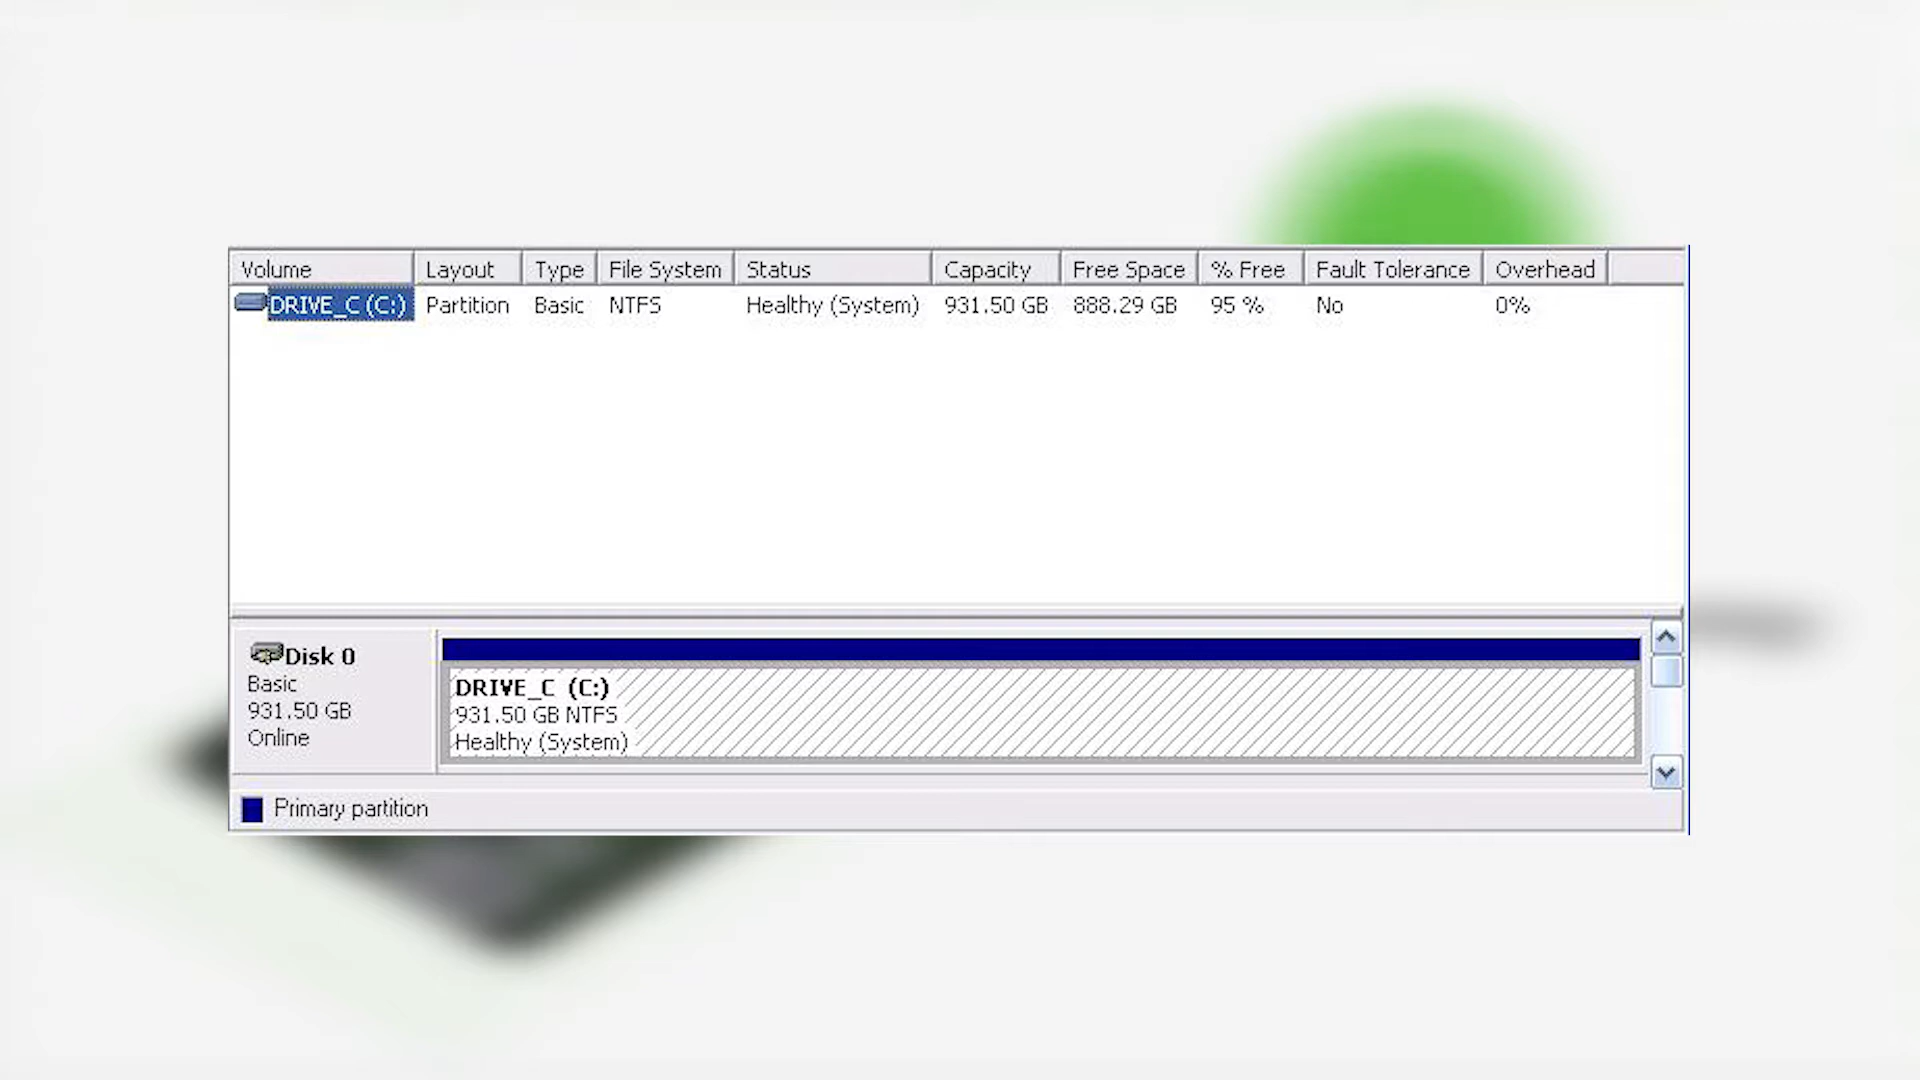 Volume Layout Type File System Status Capacity Free Space % Free Fault Tolerance Overhead
DRIVE_C (C:) Partition Basic NTFS Healthy (System) 931.50 GB 888.29 GB 95 % No 0%
Disk 0
Basic
931.50 GB
Online
DRIVE_C (C:)
931.50 GB NTFS
Healthy (System)
Primary partition